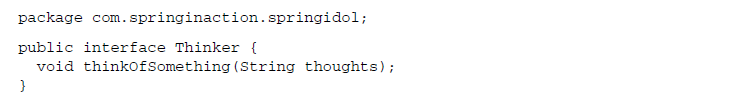 package com.springinaction.springidol;
public interface Thinker {
  void thinkOfSomething(String thoughts);
}